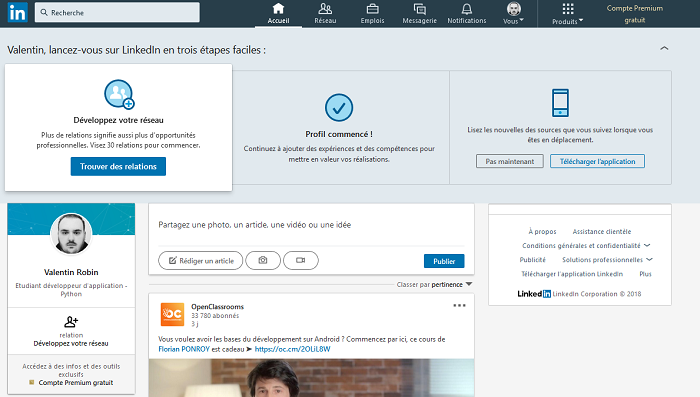 in
Recherche
Accueil
Réseau
Emplois
Messagerie
Notifications
Vous
Produits
Compte Premium
gratuit
Valentin, lancez-vous sur LinkedIn en trois étapes faciles :
Développez votre réseau
Plus de relations signifie aussi plus d'opportunités
professionnelles. Visez 30 relations pour commencer.
Trouver des relations
Profil commencé !
Continuez à ajouter des expériences et des compétences pour
mettre en valeur vos réalisations.
Lisez les nouvelles des sources que vous suivez lorsque vous
êtes en déplacement.
Pas maintenant
Télécharger l'application
Valentin Robin
Etudiant développeur d'application -
Python
relation
Développez votre réseau
Accédez à des infos et des outils
exclusifs
Compte Premium gratuit
Partagez une photo, un article, une vidéo ou une idée
Rédiger un article
Publier
Classer par pertinence
OC
OpenClassrooms
33 780 abonnés
3 j
Vous voulez avoir les bases du développement sur Android ? Commencez par ici, ce cours de
Florian PONROY est cadeau ➤ https://oc.cm/2OLiL8W
À propos
Assistance clientèle
Conditions générales et confidentialité
Publicité
Solutions professionnelles
Télécharger l'application LinkedIn
Plus
Linked in LinkedIn Corporation © 2018